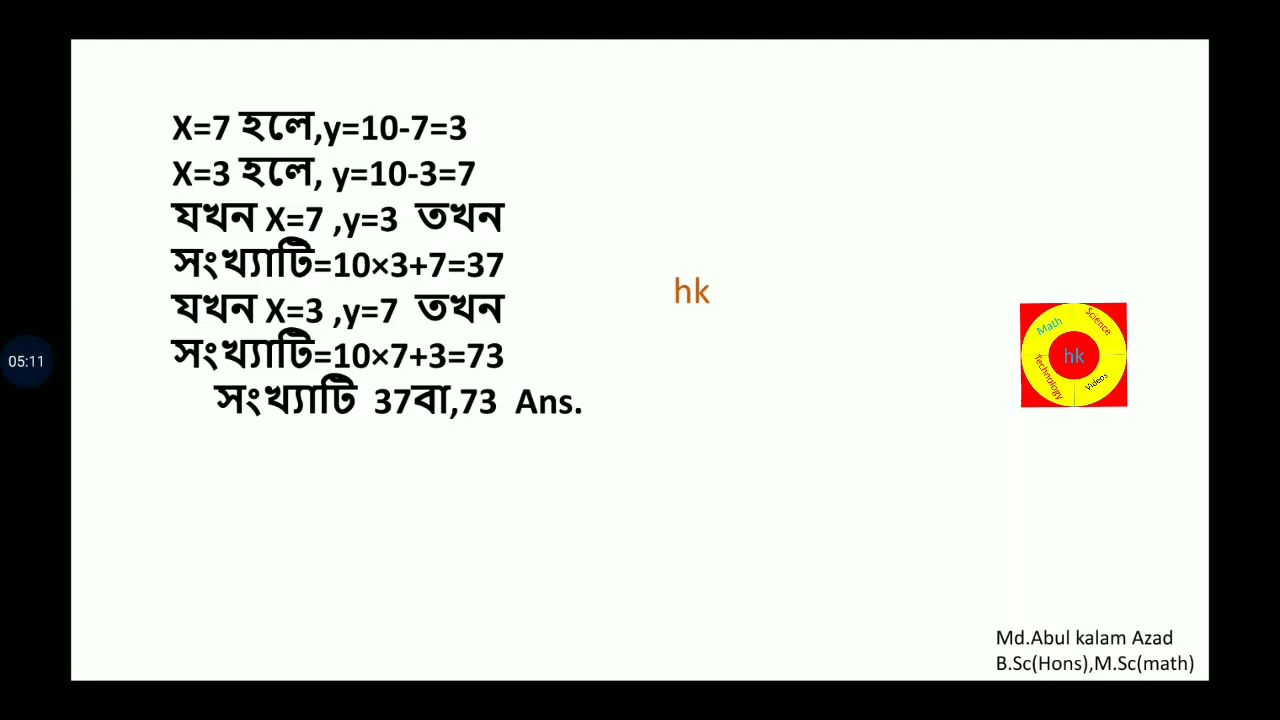 X=7 হলে,y=10-7=3
X=3 হলে, y=10-3=7
যখন X=7 ,y=3 তখন
সংখ্যাটি=10×3+7=37
যখন X=3 ,y=7 তখন
সংখ্যাটি=10×7+3=73
সংখ্যাটি 37বা,73 Ans.
hk
05:11
Math
Science
hk
Technology
Videos
Md.Abul kalam Azad
B.Sc(Hons),M.Sc(math)